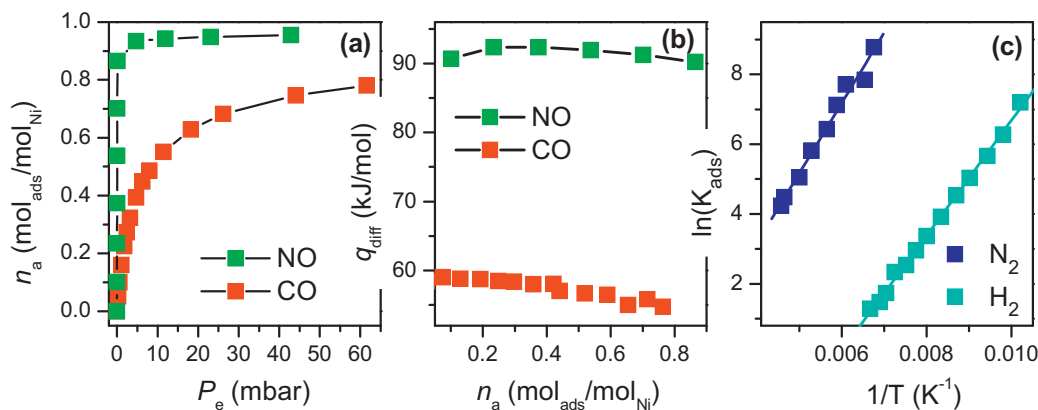 (a)
1.0
0.8
0.6
0.4
0.2
0.0
n_a (mol_ads/mol_Ni)
NO
CO
0 10 20 30 40 50 60
P_e (mbar)
(b)
90
80
70
60
50
q_diff (kJ/mol)
NO
CO
0.2 0.4 0.6 0.8
n_a (mol_ads/mol_Ni)
(c)
8
6
4
2
ln(K_ads)
N_2
H_2
0.006 0.008 0.010
1/T (K^-1)